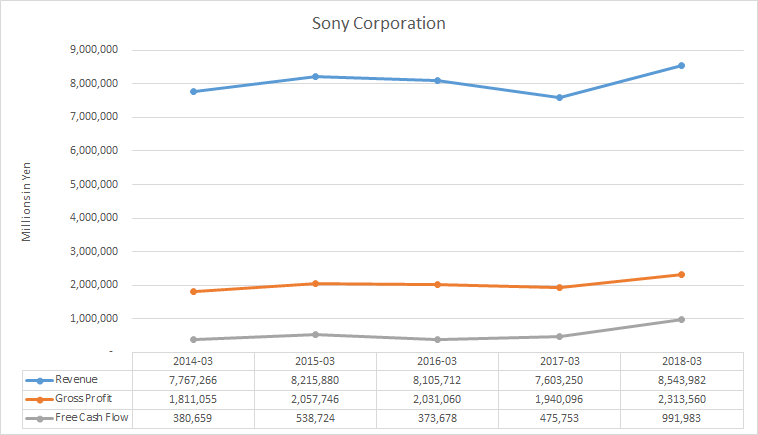 Sony Corporation
9,000,000
8,000,000
7,000,000
6,000,000
5,000,000
4,000,000
3,000,000
2,000,000
1,000,000
-
Millions in Yen
2014-03 2015-03 2016-03 2017-03 2018-03
Revenue 7,767,266 8,215,880 8,105,712 7,603,250 8,543,982
Gross Profit 1,811,055 2,057,746 2,031,060 1,940,096 2,313,560
Free Cash Flow 380,659 538,724 373,678 475,753 991,983